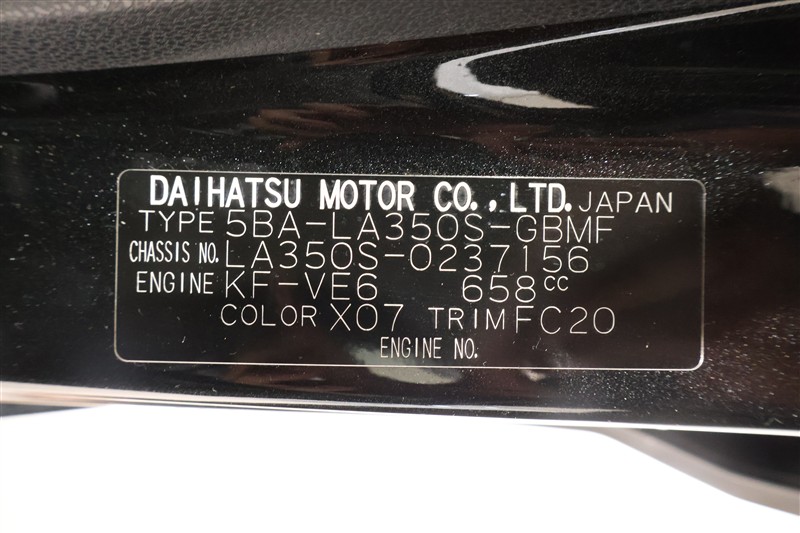 DAIHATSU MOTOR CO., LTD. JAPAN
TYPE 5BA-LA350S-GBMF
CHASSIS NO. LA350S-0237156
ENGINE KF-VE6 658cc
COLOR X07 TRIM FC20
ENGINE NO.